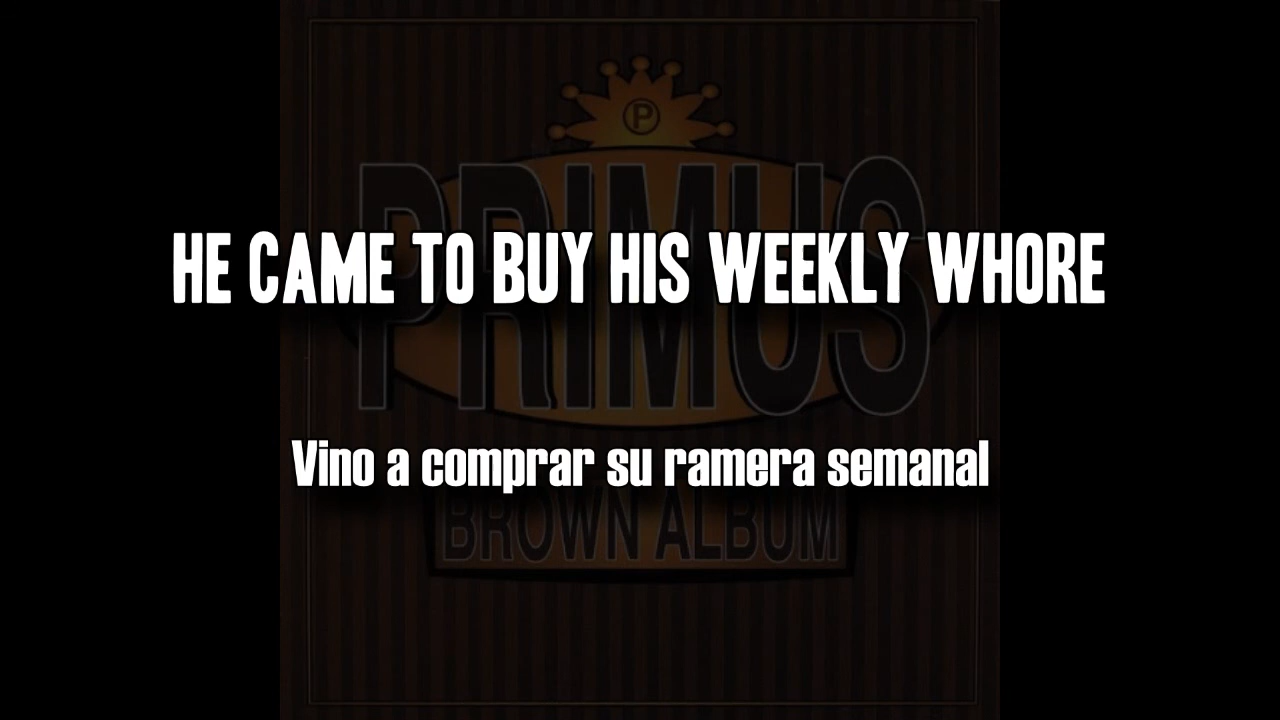 P
PRIMUS
HE CAME TO BUY HIS WEEKLY WHORE
Vino a comprar su ramera semanal
BROWN ALBUM